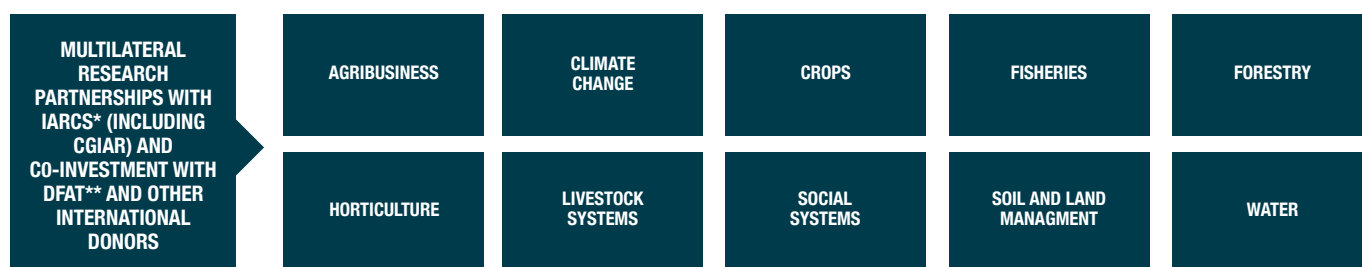 MULTILATERAL
RESEARCH
PARTNERSHIPS WITH
IARCS* (INCLUDING
CGIAR) AND
CO-INVESTMENT WITH
DFAT** AND OTHER
INTERNATIONAL
DONORS
AGRIBUSINESS
CLIMATE
CHANGE
CROPS
FISHERIES
FORESTRY
HORTICULTURE
LIVESTOCK
SYSTEMS
SOCIAL
SYSTEMS
SOIL AND LAND
MANAGMENT
WATER